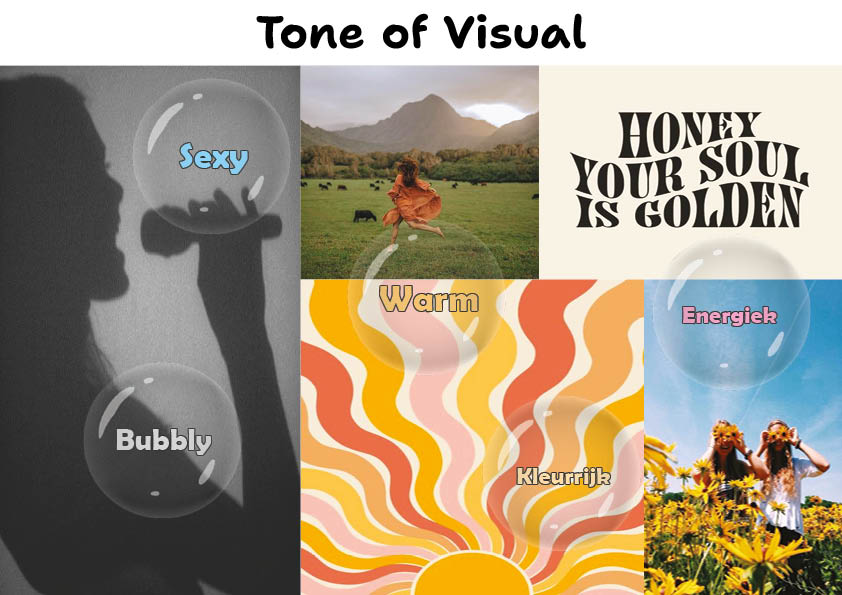 Tone of Visual
Sexy
HONEY
YOUR SOUL
IS GOLDEN
Warm
Energiek
Bubbly
Kleurrijk